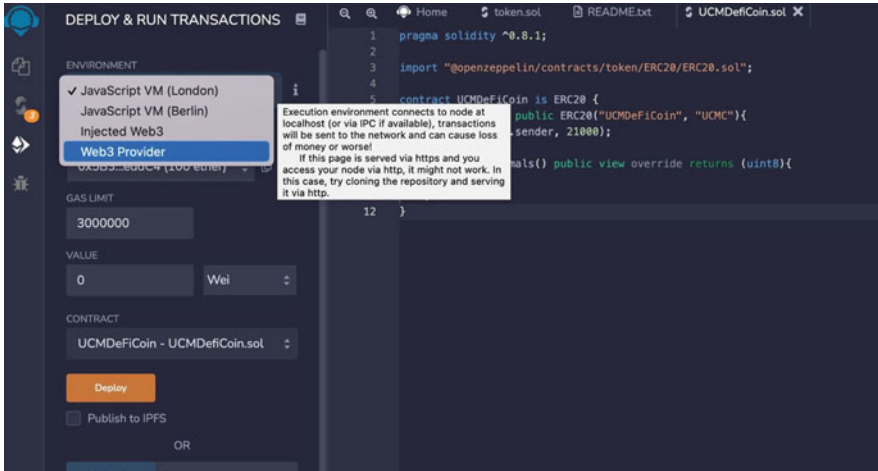 DEPLOY & RUN TRANSACTIONS
ENVIRONMENT
✓ JavaScript VM (London)
JavaScript VM (Berlin)
Injected Web3
Web3 Provider
i
Execution environment connects to node at
localhost (or via IPC if available), transactions
will be sent to the network and can cause loss
of money or worse!
If this page is served via https and you
access your node via http, it might not work. In
this case, try cloning the repository and serving
it via http.
(100 ether)
GAS LIMIT
3000000
VALUE
0
Wei
CONTRACT
UCMDeFiCoin - UCMDefiCoin.sol
Deploy
Publish to IPFS
OR
3
Home
token.sol
README.txt
UCMDefiCoin.sol
1 pragma solidity ^0.8.1;
2
3 import "@openzeppelin/contracts/token/ERC20/ERC20.sol";
4
5 contract UCMDeFiCoin is ERC20 {
public ERC20("UCMDeFiCoin", "UCMC"){
.sender, 21000);
mals() public view override returns (uint8){
12 }